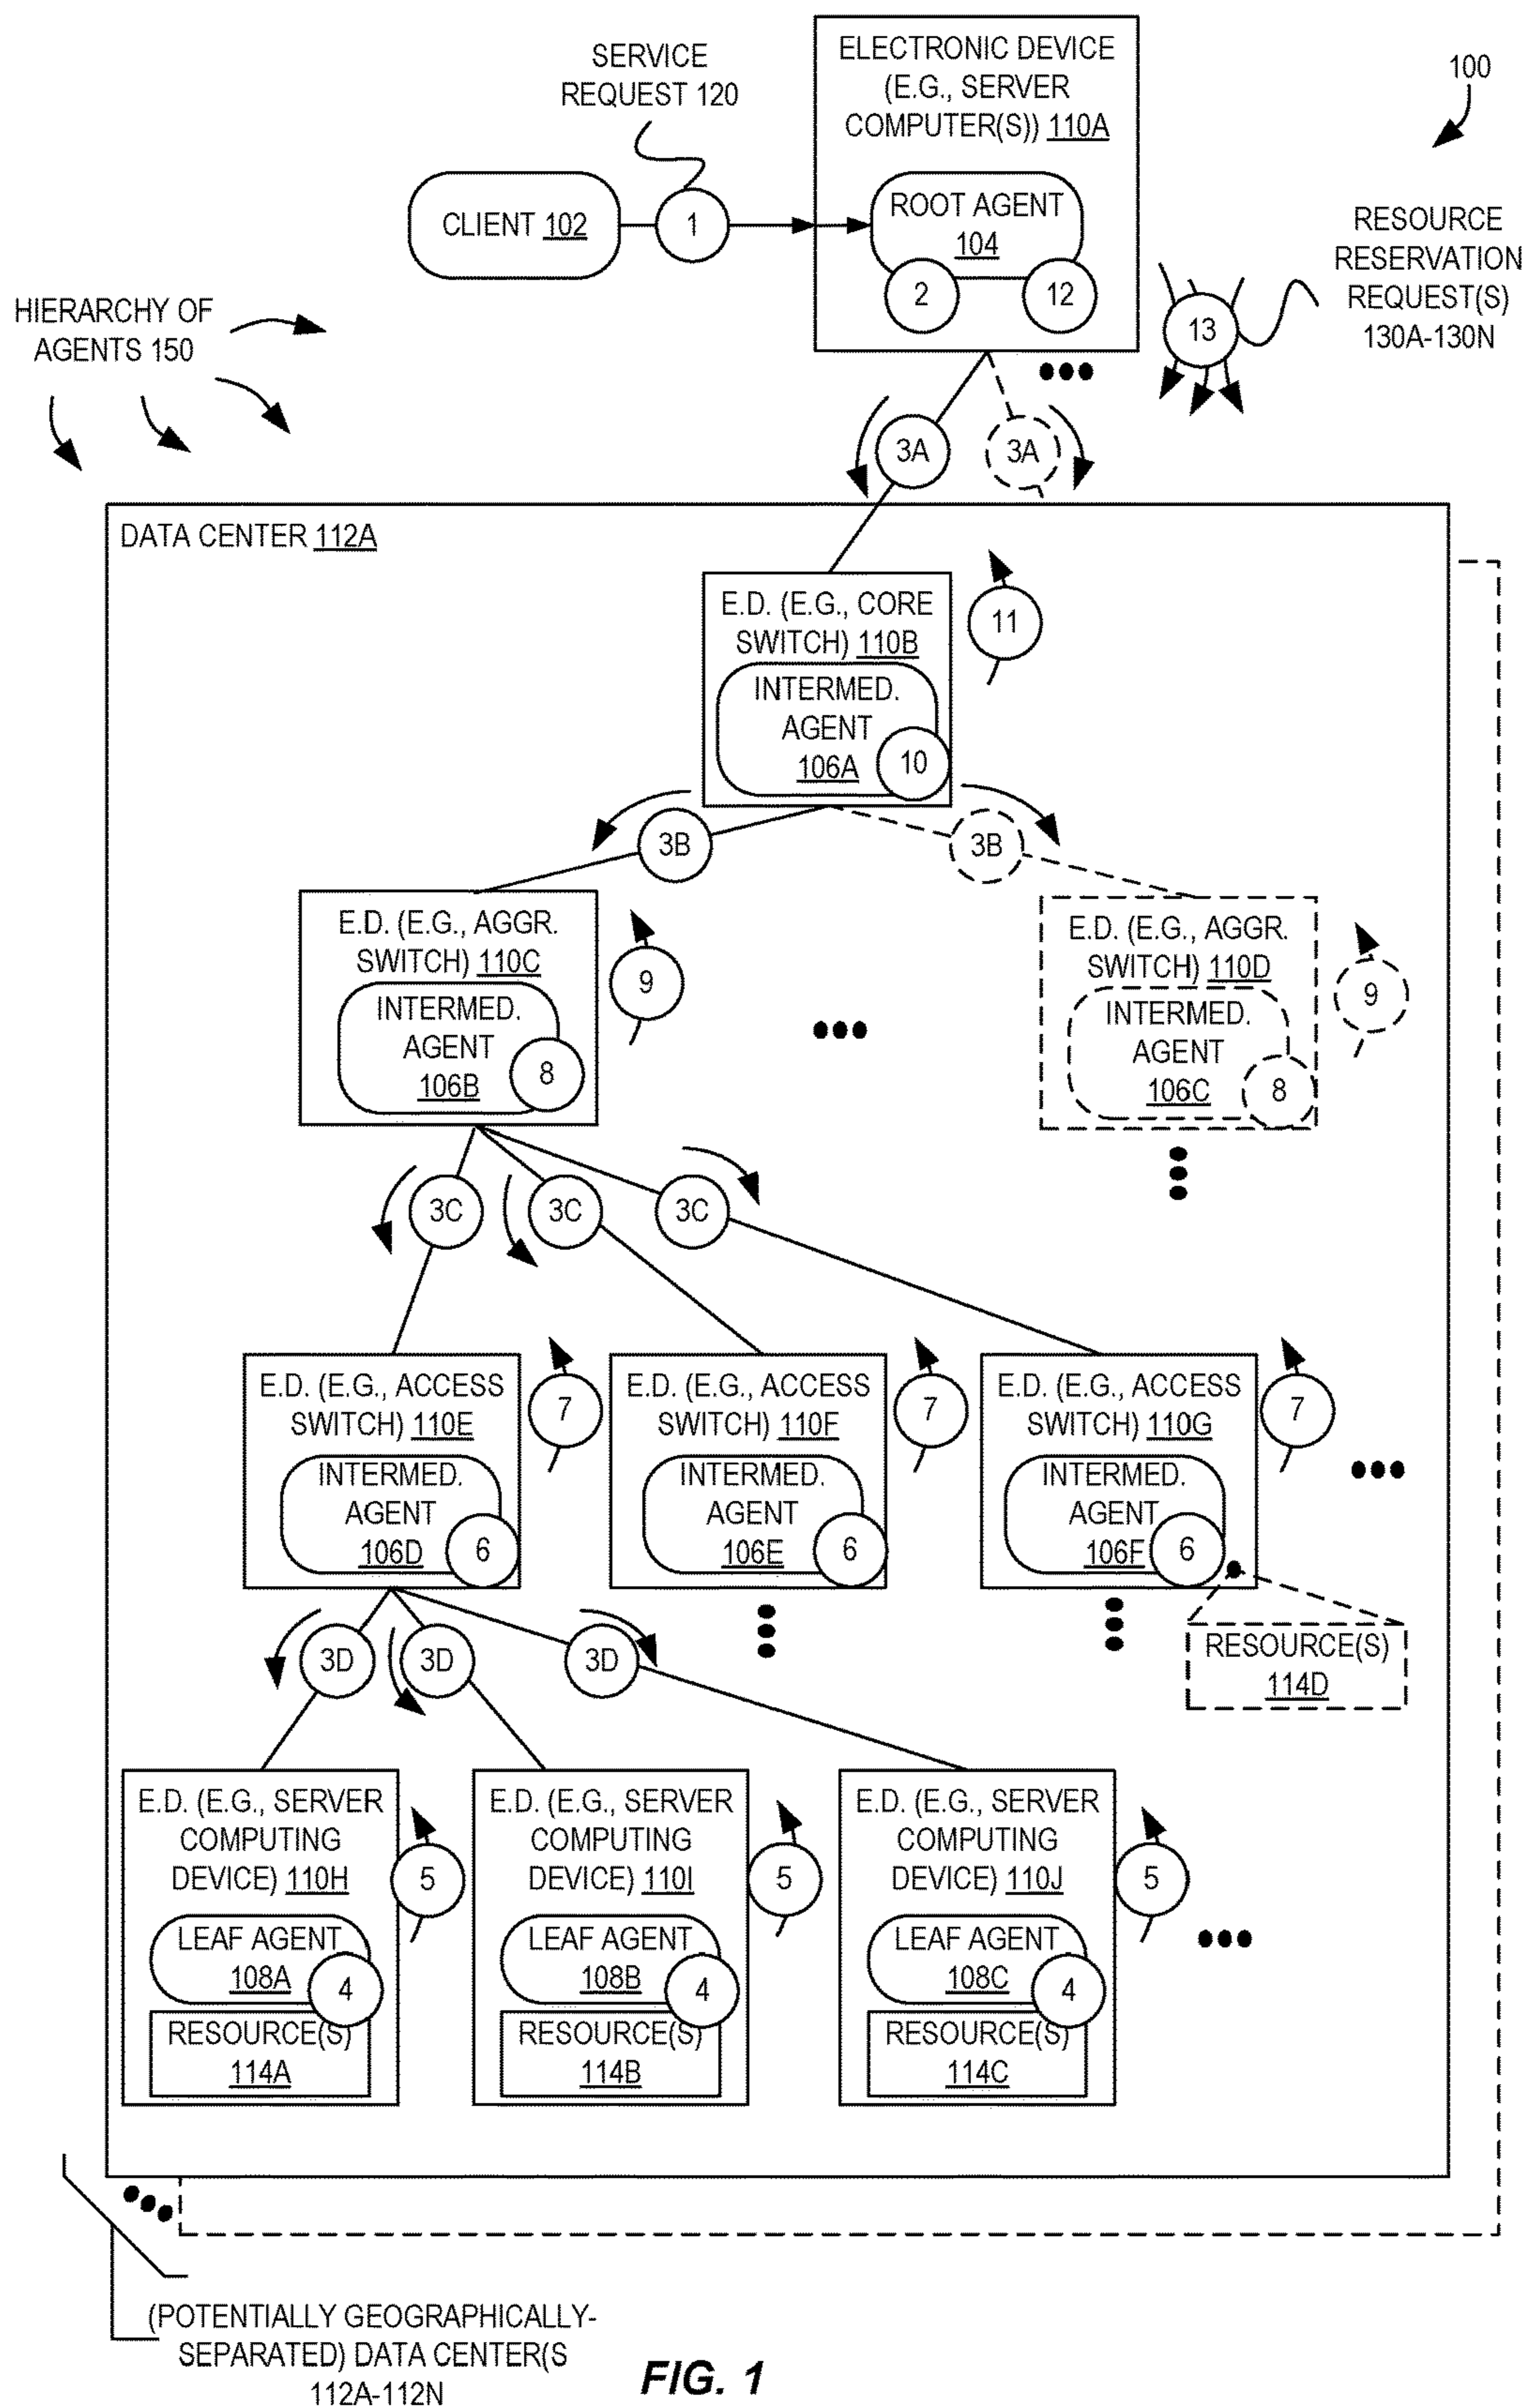 SERVICE
REQUEST 120
ELECTRONIC DEVICE
(E.G., SERVER
COMPUTER(S)) 110A
100
CLIENT 102
1
ROOT AGENT
104
2
12
RESOURCE
RESERVATION
REQUEST(S)
130A-130N
13
HIERARCHY OF
AGENTS 150
3A
3A
DATA CENTER 112A
E.D. (E.G., CORE
SWITCH) 110B
INTERMED.
AGENT
106A
10
11
3B
3B
E.D. (E.G., AGGR.
SWITCH) 110C
INTERMED.
AGENT
106B
8
9
E.D. (E.G., AGGR.
SWITCH) 110D
INTERMED.
AGENT
106C
8
9
3C
3C
3C
E.D. (E.G., ACCESS
SWITCH) 110E
INTERMED.
AGENT
106D
6
7
E.D. (E.G., ACCESS
SWITCH) 110F
INTERMED.
AGENT
106E
6
7
E.D. (E.G., ACCESS
SWITCH) 110G
INTERMED.
AGENT
106F
6
7
RESOURCE(S)
114D
3D
3D
3D
E.D. (E.G., SERVER
COMPUTING
DEVICE) 110H
LEAF AGENT
108A
4
RESOURCE(S)
114A
5
E.D. (E.G., SERVER
COMPUTING
DEVICE) 110I
LEAF AGENT
108B
4
RESOURCE(S)
114B
5
E.D. (E.G., SERVER
COMPUTING
DEVICE) 110J
LEAF AGENT
108C
4
RESOURCE(S)
114C
5
(POTENTIALLY GEOGRAPHICALLY-
SEPARATED) DATA CENTER(S
112A-112N
FIG. 1